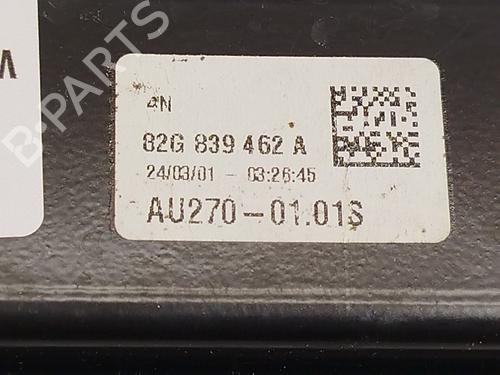 B-PARTS
4N
82G 839 462 A
24/03/01 - 03:26:45
AU270-01.01S